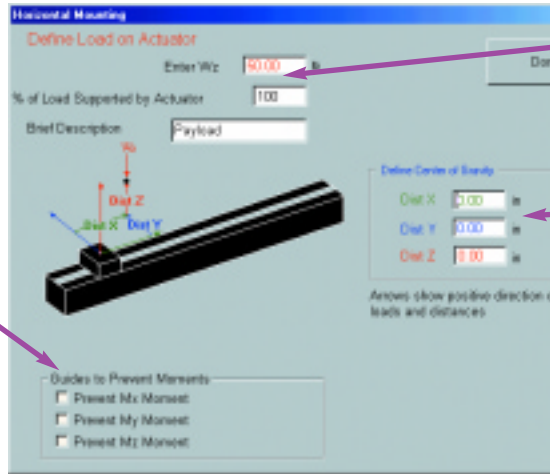 Horizontal Mounting
Define Load on Actuator
Enter Wz 50.00 lb
% of Load Supported by Actuator 100
Brief Description Payload
Wz
Dist Z
Dist X Dist Y
Define Center of Gravity
Dist X 0.00 in
Dist Y 0.00 in
Dist Z 0.00 in
Arrows show positive direction
loads and distances
Guides to Prevent Moments
Prevent Mx Moment
Prevent My Moment
Prevent Mz Moment